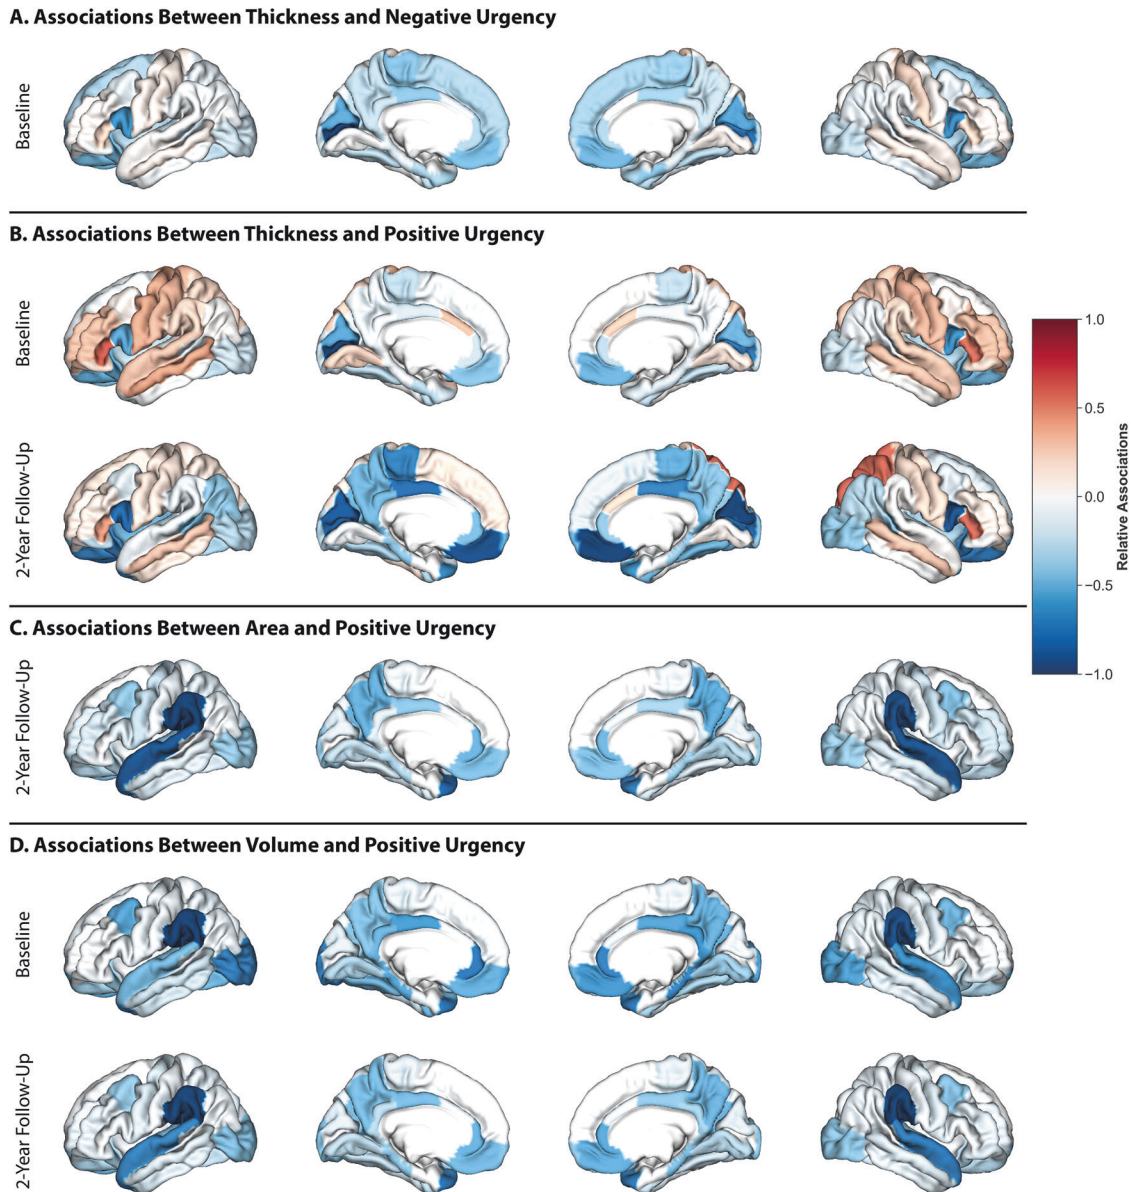 A. Associations Between Thickness and Negative Urgency
Baseline
B. Associations Between Thickness and Positive Urgency
Baseline
2-Year Follow-Up
1.0
0.5
0.0
−0.5
−1.0
Relative Associations
C. Associations Between Area and Positive Urgency
2-Year Follow-Up
D. Associations Between Volume and Positive Urgency
Baseline
2-Year Follow-Up